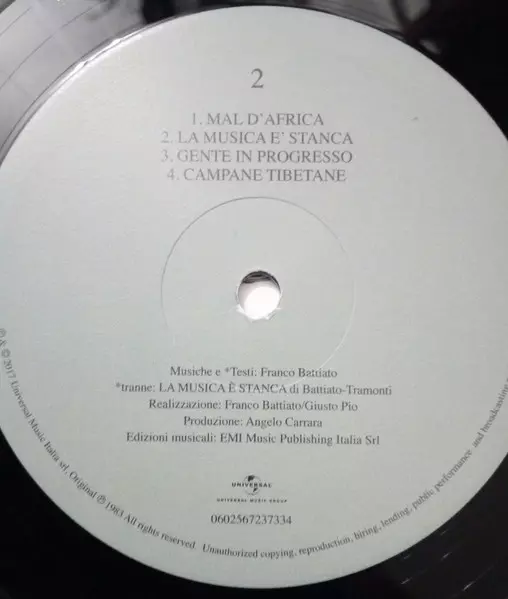 2
1. MAL D'AFRICA
2. LA MUSICA E' STANCA
3. GENTE IN PROGRESSO
4. CAMPANE TIBETANE
Musiche e *Testi: Franco Battiato
*tranne: LA MUSICA È STANCA di Battiato-Tramonti
Realizzazione: Franco Battiato/Giusto Pio
Produzione: Angelo Carrara
Edizioni musicali: EMI Music Publishing Italia Srl
UNIVERSAL
UNIVERSAL MUSIC GROUP
0602567237334
℗ & © 2017 Universal Music Italia srl. Original ℗ 1983 All rights reserved. Unauthorized copying, reproduction, hiring, lending, public performance and broadcasting